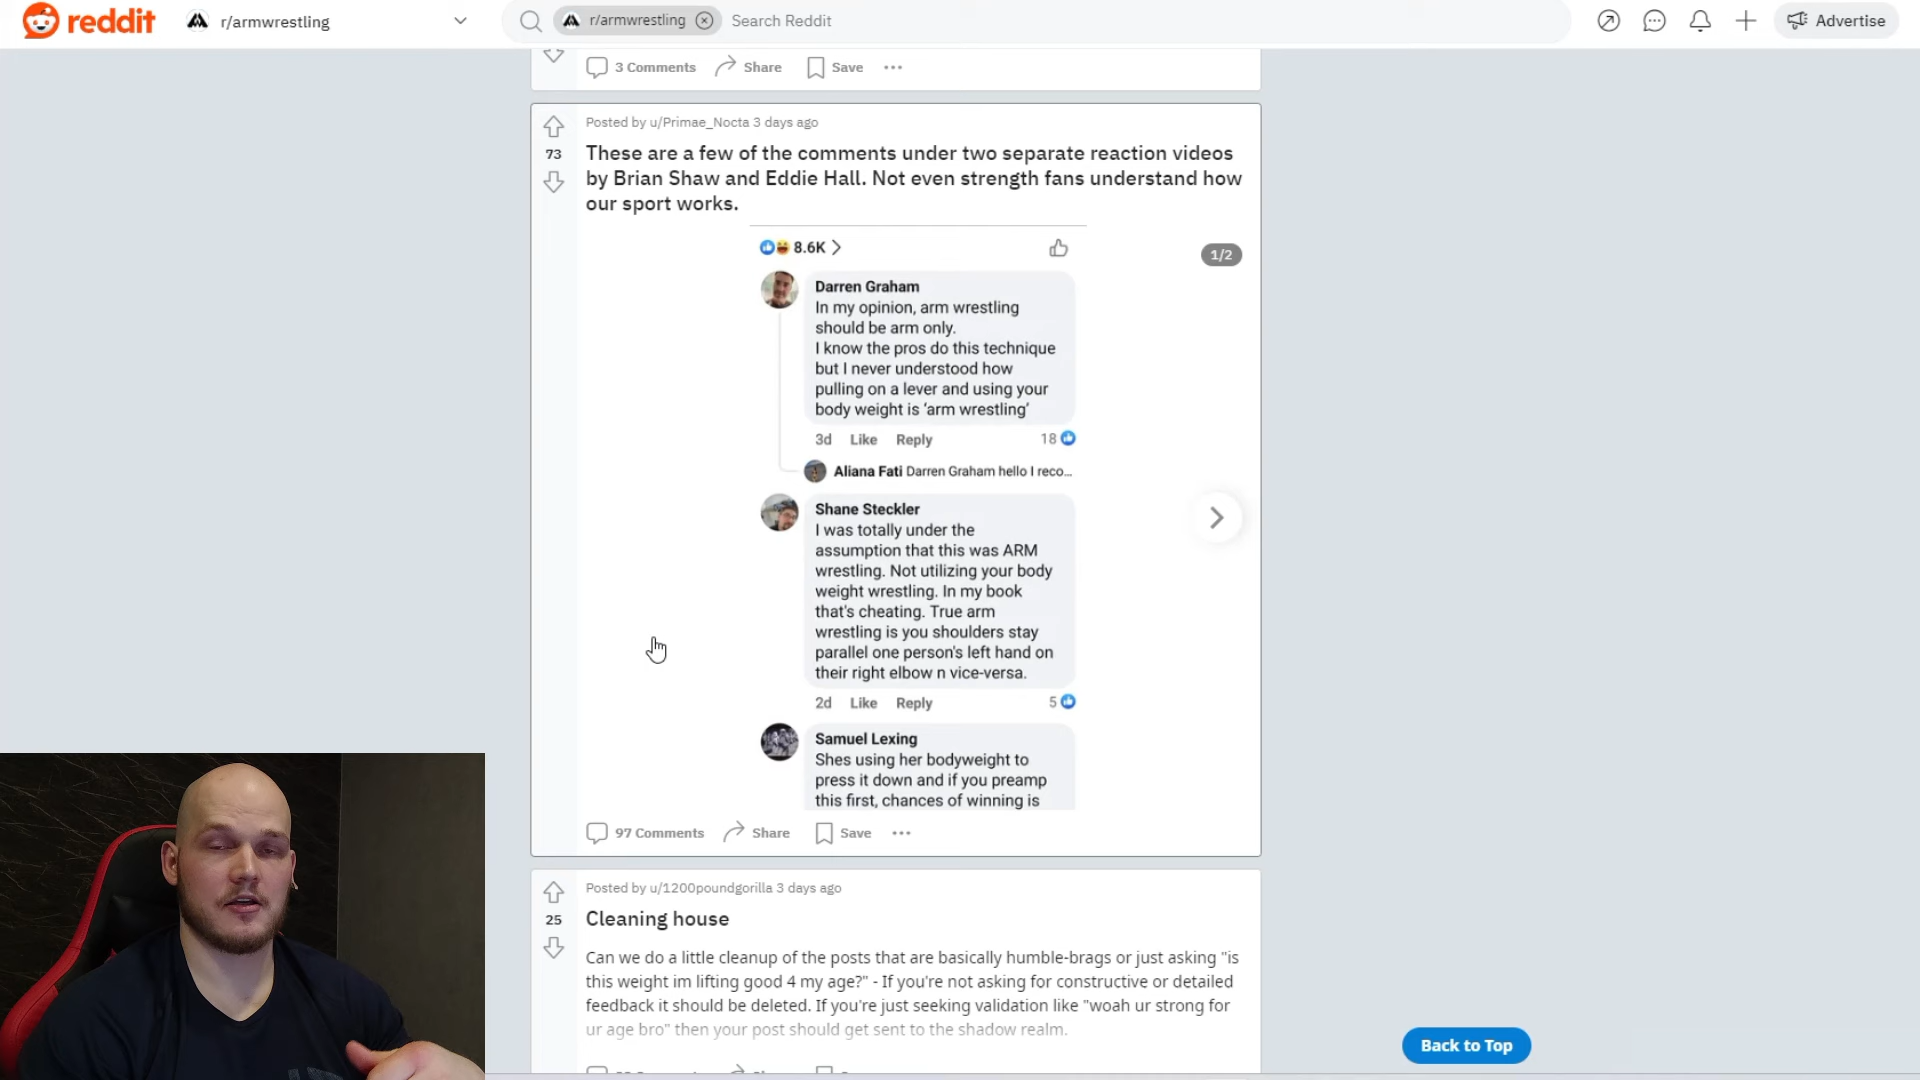 reddit
r/armwrestling
r/armwrestling
Search Reddit
Advertise
3 Comments
Share
Save
Posted by u/Primae_Nocta 3 days ago
73
These are a few of the comments under two separate reaction videos
by Brian Shaw and Eddie Hall. Not even strength fans understand how
our sport works.
8.6K
1/2
Darren Graham
In my opinion, arm wrestling
should be arm only.
I know the pros do this technique
but I never understood how
pulling on a lever and using your
body weight is ‘arm wrestling’
3d Like Reply 18
Aliana Fati Darren Graham hello I reco...
Shane Steckler
I was totally under the
assumption that this was ARM
wrestling. Not utilizing your body
weight wrestling. In my book
that's cheating. True arm
wrestling is you shoulders stay
parallel one person's left hand on
their right elbow n vice-versa.
2d Like Reply 5
Samuel Lexing
Shes using her bodyweight to
press it down and if you preamp
this first, chances of winning is
97 Comments
Share
Save
Posted by u/1200poundgorilla 3 days ago
25
Cleaning house
Can we do a little cleanup of the posts that are basically humble-brags or just asking "is
this weight im lifting good 4 my age?" - If you're not asking for constructive or detailed
feedback it should be deleted. If you're just seeking validation like "woah ur strong for
ur age bro" then your post should get sent to the shadow realm.
Back to Top